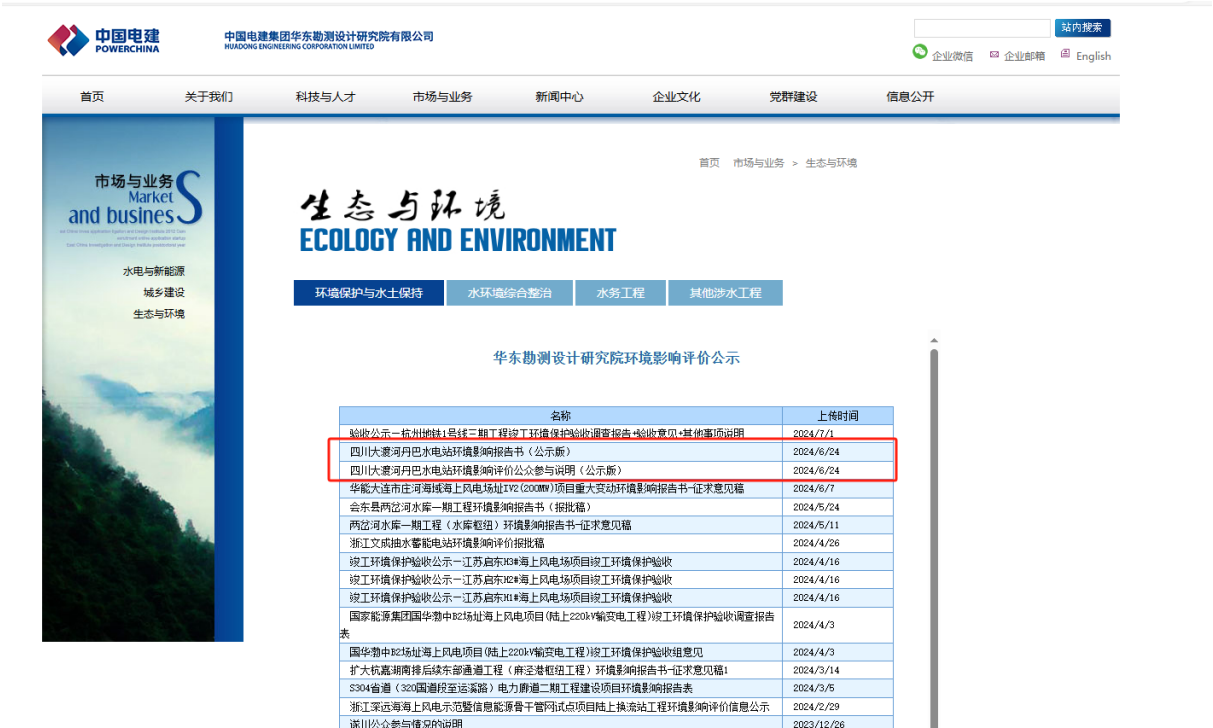 中国电建
POWERCHINA
中国电建集团华东勘测设计研究院有限公司
HUADONG ENGINEERING CORPORATION LIMITED
站内搜索
企业微信 企业邮箱 English
首页 关于我们 科技与人才 市场与业务 新闻中心 企业文化 党群建设 信息公开
首页 市场与业务 > 生态与环境
市场与业务 S
Market
and busines
水电与新能源
城乡建设
生态与环境
生态与环境
ECOLOGY AND ENVIRONMENT
环境保护与水土保持 水环境综合整治 水务工程 其他涉水工程
华东勘测设计研究院环境影响评价公示
名称 上传时间
验收公示—杭州地铁1号线三期工程竣工环境保护验收调查报告+验收意见+其他事项说明 2024/7/1
四川大渡河丹巴水电站环境影响报告书（公示版） 2024/6/24
四川大渡河丹巴水电站环境影响评价公众参与说明（公示版） 2024/6/24
华能大连市庄河海域海上风电场址IV2(200MW)项目重大变动环境影响报告书-征求意见稿 2024/6/7
会东县两岔河水库一期工程环境影响报告书（报批稿） 2024/5/24
两岔河水库一期工程（水库枢纽）环境影响报告书-征求意见稿 2024/5/11
浙江文成抽水蓄能电站环境影响评价报批稿 2024/4/26
竣工环境保护验收公示—江苏启东H3#海上风电场项目竣工环境保护验收 2024/4/16
竣工环境保护验收公示—江苏启东H2#海上风电场项目竣工环境保护验收 2024/4/16
竣工环境保护验收公示—江苏启东H1#海上风电场项目竣工环境保护验收 2024/4/16
国家能源集团国华渤中B2场址海上风电项目(陆上220kV输变电工程)竣工环境保护验收调查报告
表 2024/4/3
国华渤中B2场址海上风电项目(陆上220kV输变电工程)竣工环境保护验收组意见 2024/4/3
扩大杭嘉湖南排后续东部通道工程（麻泾港枢纽工程）环境影响报告书-征求意见稿1 2024/3/14
S304省道（320国道段至运溪路）电力廊道二期工程建设项目环境影响报告表 2024/3/5
浙江深远海海上风电示范暨信息能源骨干管网试点项目陆上换流站工程环境影响评价信息公示 2024/2/29
遂川公众参与情况的说明 2023/12/26